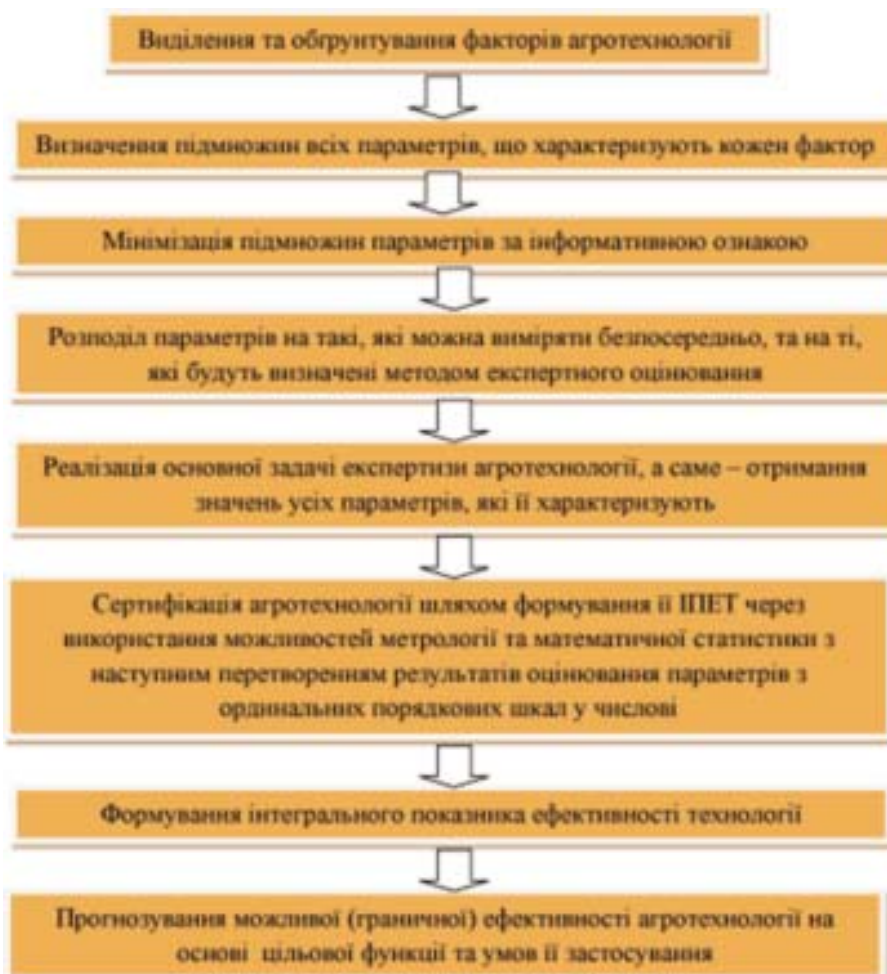 Виділення та обґрунтування факторів агротехнології
Визначення підмножин всіх параметрів, що характеризують кожен фактор
Мінімізація підмножин параметрів за інформативною ознакою
Розподіл параметрів на такі, які можна виміряти безпосередньо, та на ті,
які будуть визначені методом експертного оцінювання
Реалізація основної задачі експертизи агротехнології, а саме – отримання
значень усіх параметрів, які її характеризують
Сертифікація агротехнології шляхом формування її ІПЕТ через
використання можливостей метрології та математичної статистики з
наступним перетворенням результатів оцінювання параметрів з
ординальних порядкових шкал у числові
Формування інтегрального показника ефективності технології
Прогнозування можливої (граничної) ефективності агротехнології на
основі цільової функції та умов її застосування